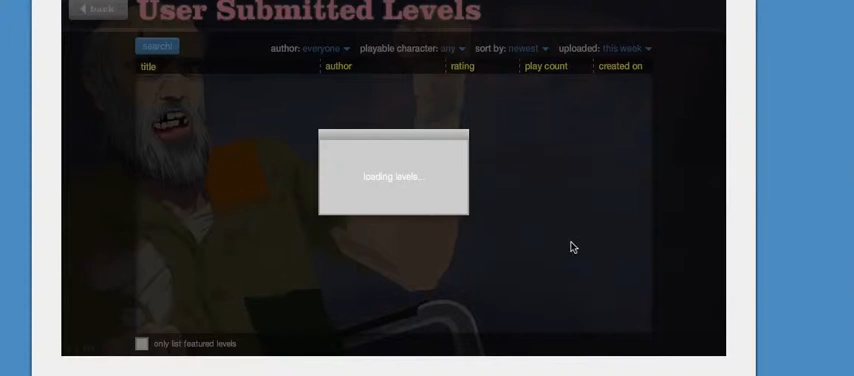 back
User Submitted Levels
search!
author: everyone playable character: any sort by: newest uploaded: this week
title author rating play count created on
loading levels...
only list featured levels